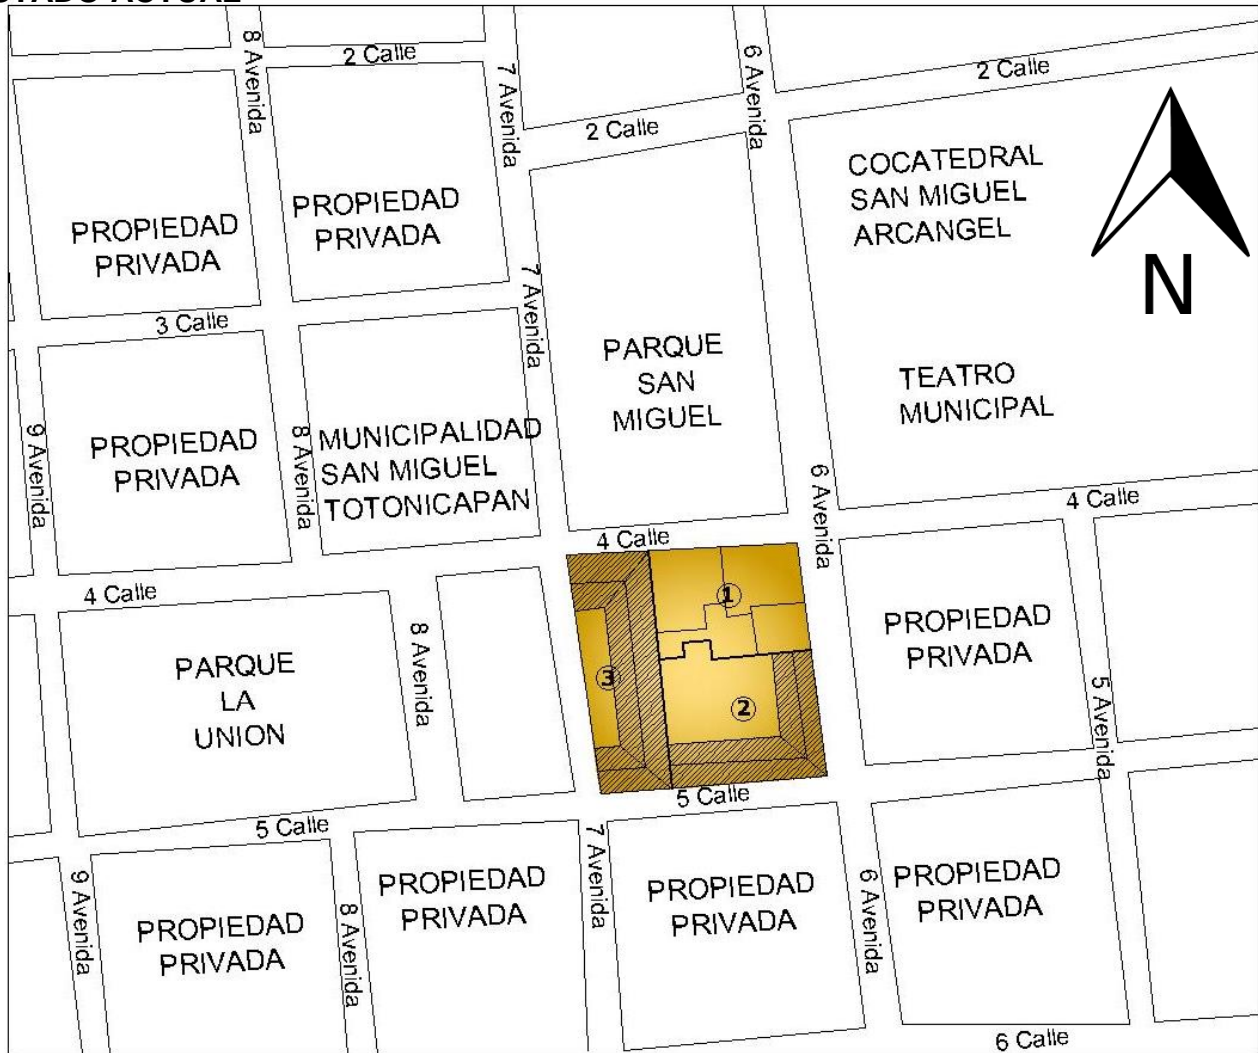 ESTADO ACTUAL
8 Avenida
2 Calle
7 Avenida
6 Avenida
2 Calle
2 Calle
COCATEDRAL
SAN MIGUEL
ARCANGEL
N
PROPIEDAD
PRIVADA
PROPIEDAD
PRIVADA
7 Avenida
3 Calle
PARQUE
SAN
MIGUEL
TEATRO
MUNICIPAL
9 Avenida
PROPIEDAD
PRIVADA
8 Avenida
MUNICIPALIDAD
SAN MIGUEL
TOTONICAPAN
6 Avenida
4 Calle
4 Calle
4 Calle
1
2
3
PARQUE
LA
UNION
8 Avenida
PROPIEDAD
PRIVADA
5 Avenida
5 Calle
5 Calle
9 Avenida
PROPIEDAD
PRIVADA
8 Avenida
PROPIEDAD
PRIVADA
7 Avenida
PROPIEDAD
PRIVADA
6 Avenida
PROPIEDAD
PRIVADA
6 Calle